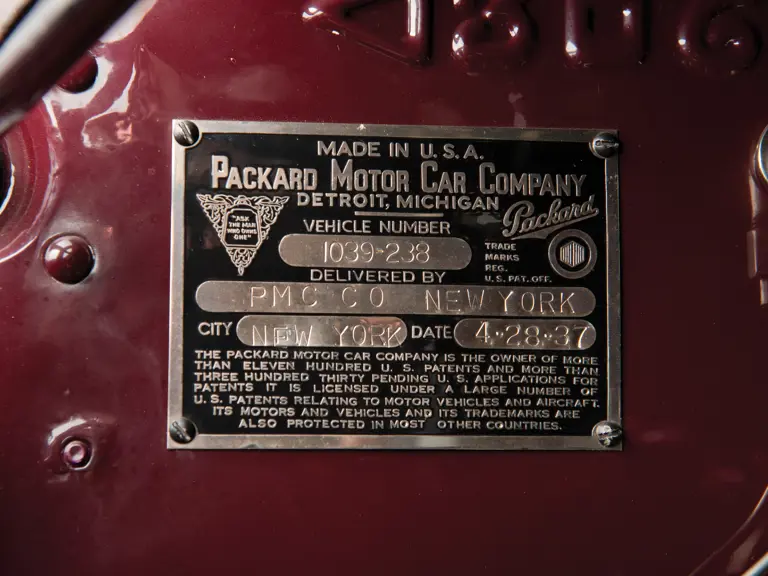 MADE IN U.S.A.
PACKARD MOTOR CAR COMPANY
DETROIT, MICHIGAN
"ASK
THE MAN
WHO OWNS
ONE"
Packard
VEHICLE NUMBER
1039-238
TRADE
MARKS
REG.
U.S. PAT. OFF.
DELIVERED BY
PMC CO NEW YORK
CITY NEW YORK DATE 4-28-37
THE PACKARD MOTOR CAR COMPANY IS THE OWNER OF MORE
THAN ELEVEN HUNDRED U.S. PATENTS AND MORE THAN
THREE HUNDRED THIRTY PENDING U.S. APPLICATIONS FOR
PATENTS IT IS LICENSED UNDER A LARGE NUMBER OF
U.S. PATENTS RELATING TO MOTOR VEHICLES AND AIRCRAFT.
ITS MOTORS AND VEHICLES AND ITS TRADEMARKS ARE
ALSO PROTECTED IN MOST OTHER COUNTRIES.